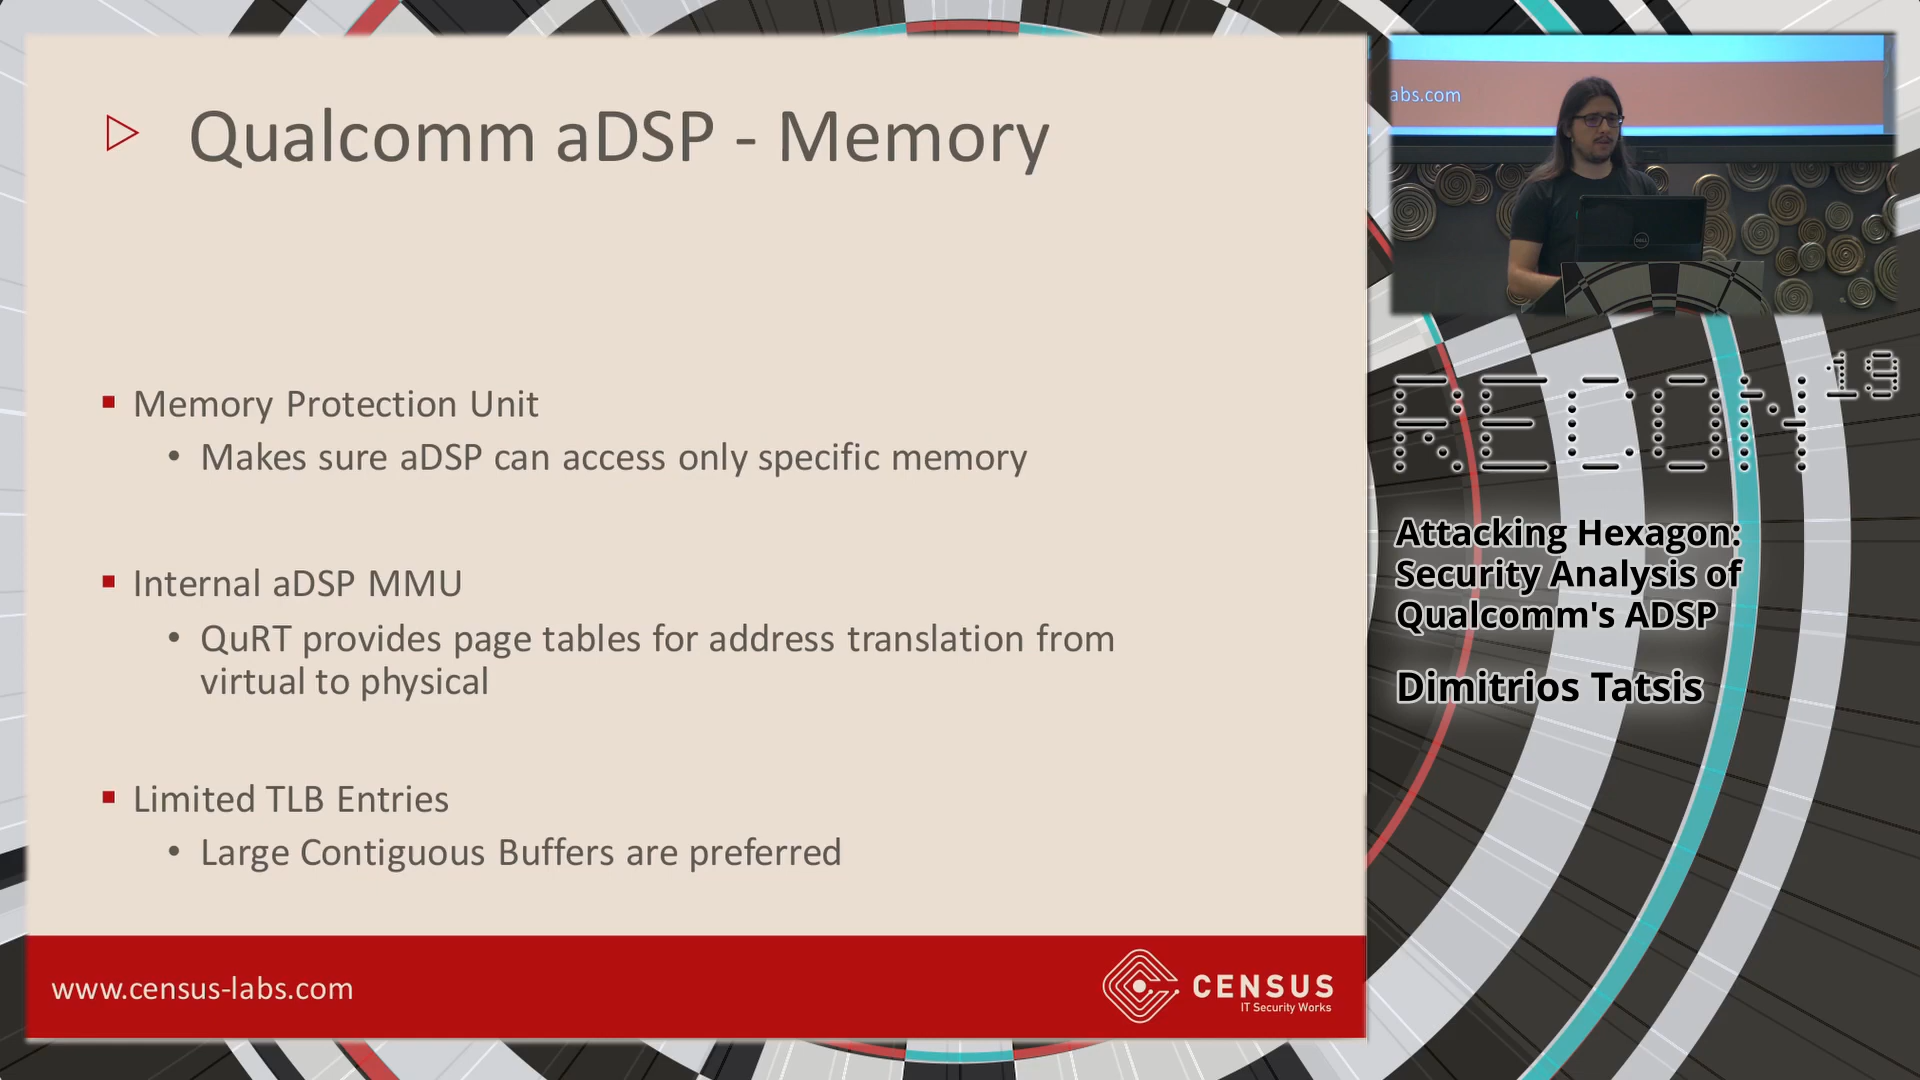 Qualcomm aDSP - Memory
Memory Protection Unit
Makes sure aDSP can access only specific memory
Internal aDSP MMU
QuRT provides page tables for address translation from
virtual to physical
Limited TLB Entries
Large Contiguous Buffers are preferred
www.census-labs.com
CENSUS
IT Security Works
abs.com
DELL
RECON19
Attacking Hexagon:
Security Analysis of
Qualcomm's ADSP
Dimitrios Tatsis